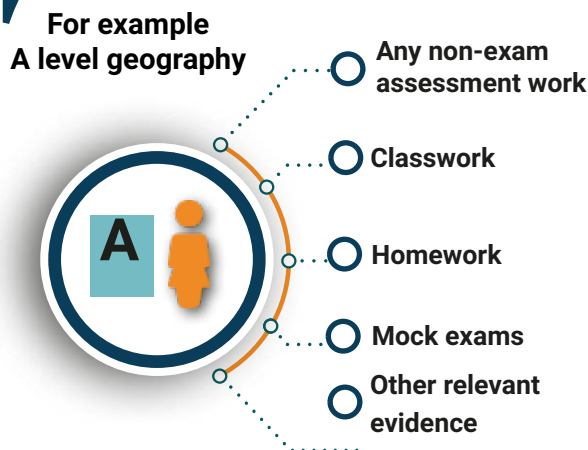 For example
A level geography
Any non-exam
assessment work
Classwork
A
Homework
Mock exams
Other relevant
evidence